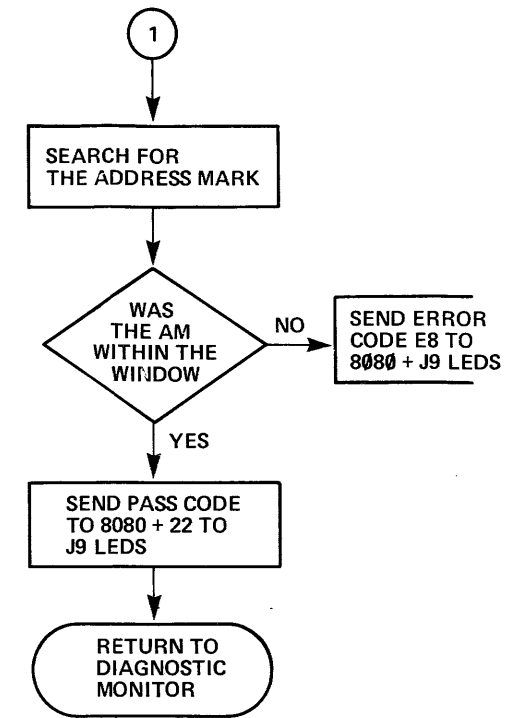 1
SEARCH FOR
THE ADDRESS MARK
WAS
THE AM
WITHIN THE
WINDOW
NO
SEND ERROR
CODE E8 TO
8080 + J9 LEDS
YES
SEND PASS CODE
TO 8080 + 22 TO
J9 LEDS
RETURN TO
DIAGNOSTIC
MONITOR